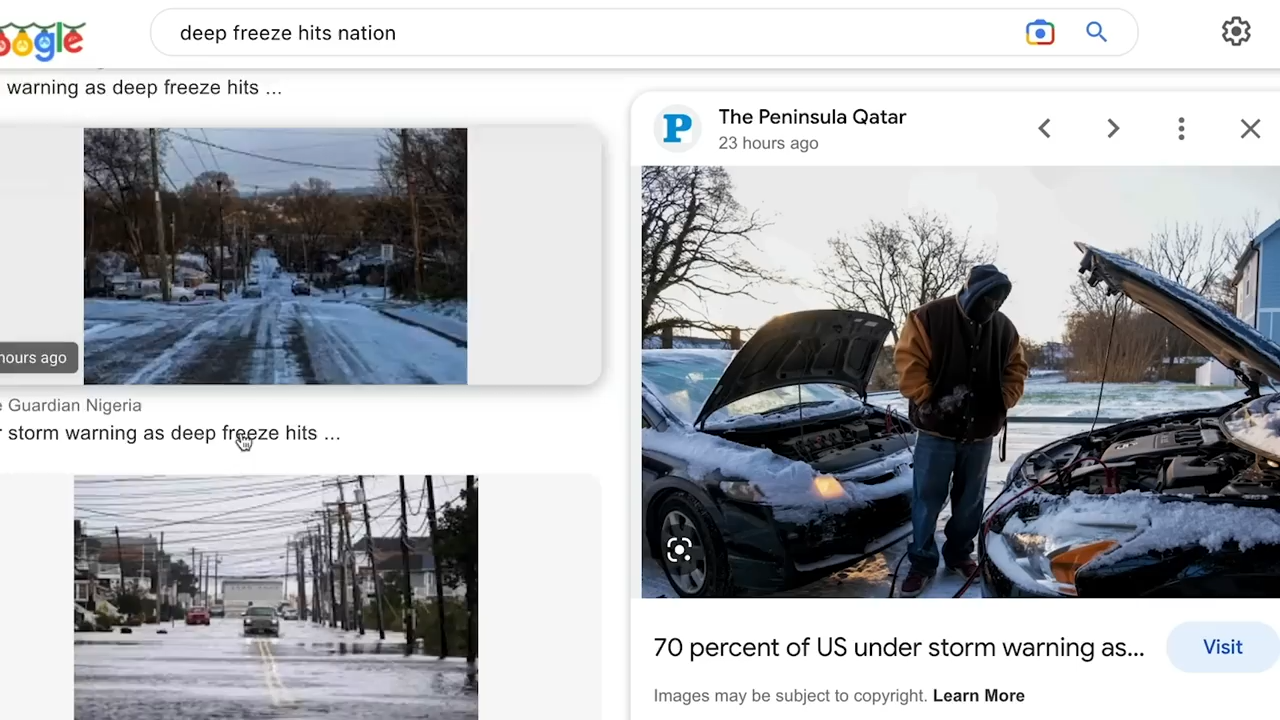 oogle
deep freeze hits nation
warning as deep freeze hits ...
hours ago
Guardian Nigeria
storm warning as deep freeze hits ...
P
The Peninsula Qatar
23 hours ago
70 percent of US under storm warning as...
Visit
Images may be subject to copyright. Learn More